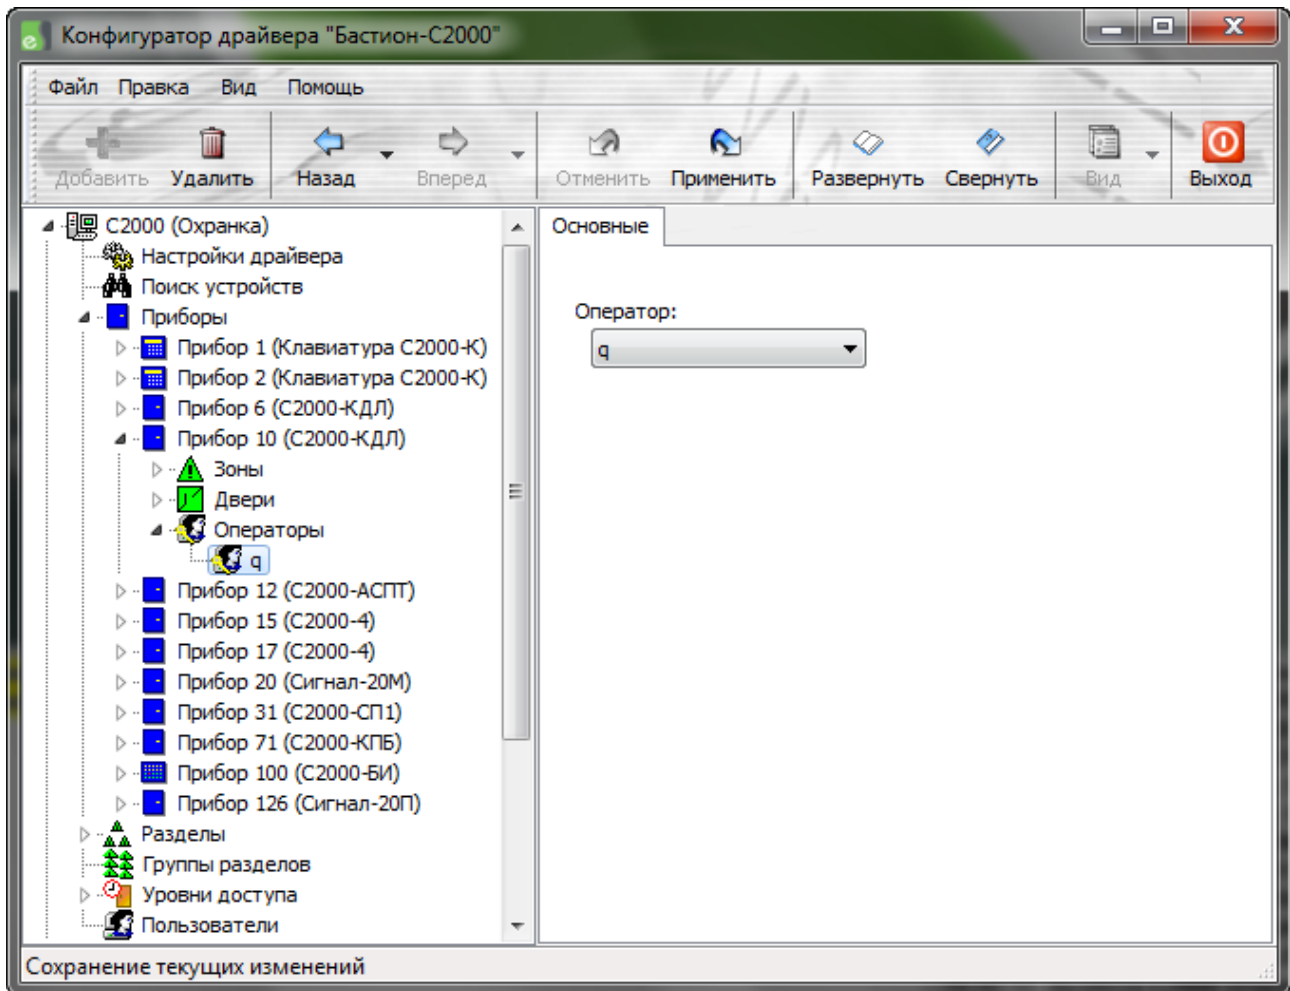 Конфигуратор драйвера "Бастион-С2000"
Файл Правка Вид Помощь
Добавить Удалить Назад Вперед Отменить Применить Развернуть Свернуть Вид Выход
С2000 (Охранка)
Настройки драйвера
Поиск устройств
Приборы
Прибор 1 (Клавиатура С2000-К)
Прибор 2 (Клавиатура С2000-К)
Прибор 6 (С2000-КДЛ)
Прибор 10 (С2000-КДЛ)
Зоны
Двери
Операторы
q
Прибор 12 (С2000-АСПТ)
Прибор 15 (С2000-4)
Прибор 17 (С2000-4)
Прибор 20 (Сигнал-20М)
Прибор 31 (С2000-СП1)
Прибор 71 (С2000-КПБ)
Прибор 100 (С2000-БИ)
Прибор 126 (Сигнал-20П)
Разделы
Группы разделов
Уровни доступа
Пользователи
Основные
Оператор:
q
Сохранение текущих изменений